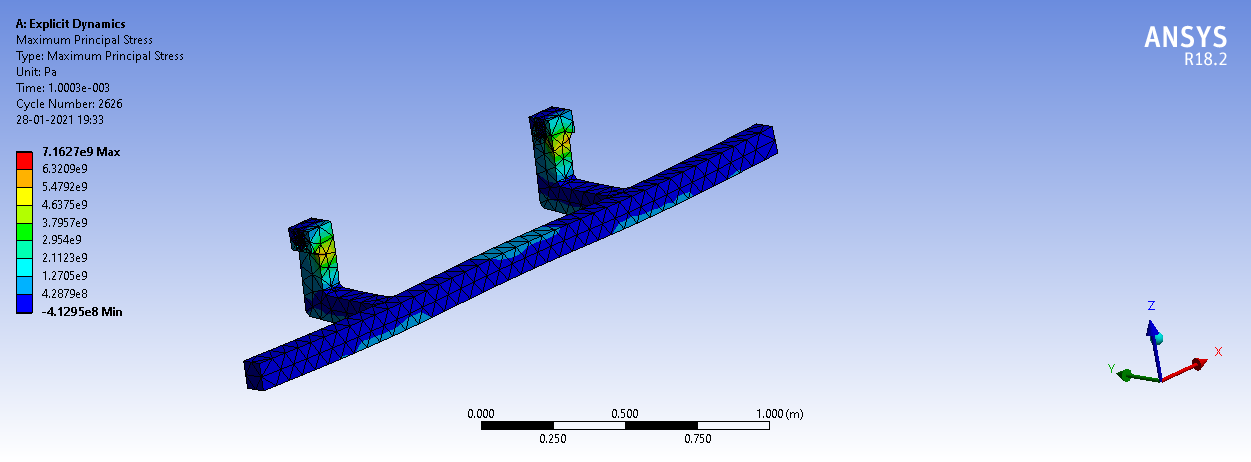 A: Explicit Dynamics
Maximum Principal Stress
Type: Maximum Principal Stress
Unit: Pa
Time: 1.0003e-003
Cycle Number: 2626
28-01-2021 19:33
7.1627e9 Max
6.3209e9
5.4792e9
4.6375e9
3.7957e9
2.954e9
2.1123e9
1.2705e9
4.2879e8
-4.1295e8 Min
ANSYS
R18.2
Z
X
Y
0.000 0.500 1.000 (m)
0.250 0.750